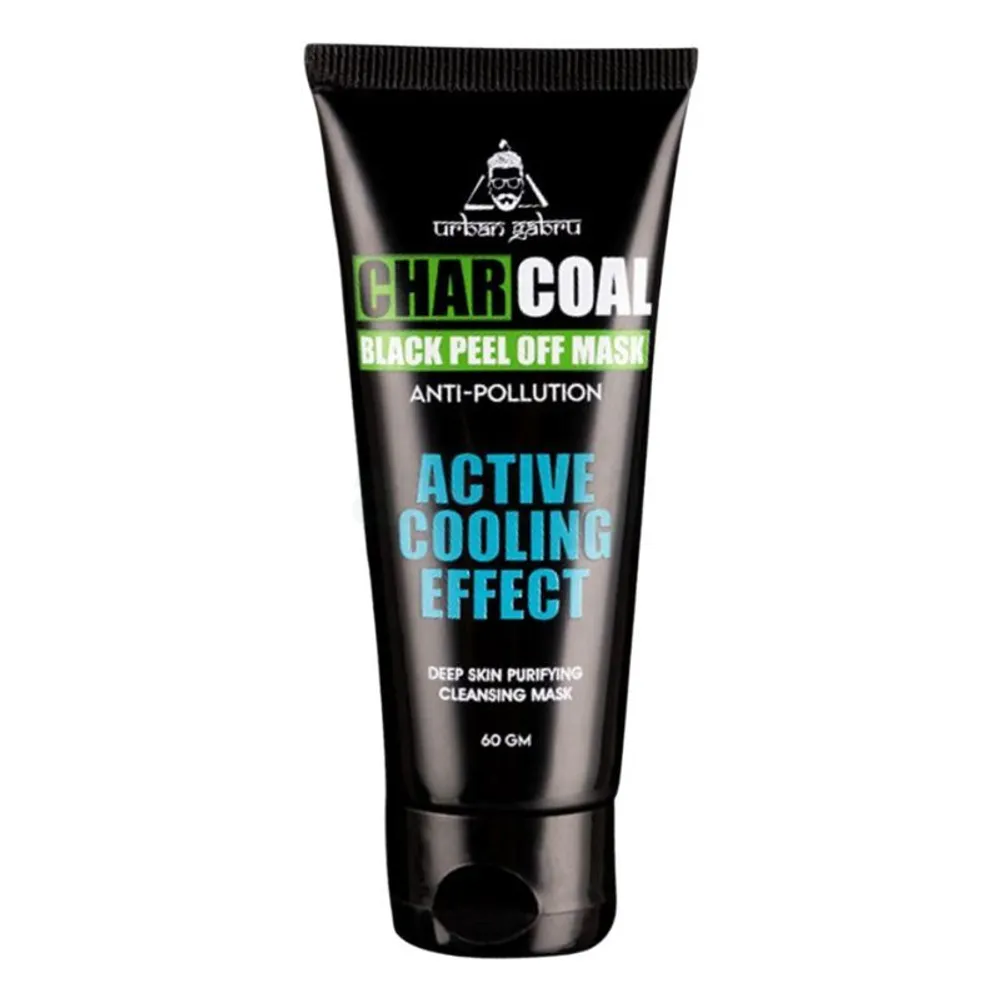 urban gabru
CHARCOAL
BLACK PEEL OFF MASK
ANTI-POLLUTION
ACTIVE
COOLING
EFFECT
DEEP SKIN PURIFYING
CLEANSING MASK
60 GM